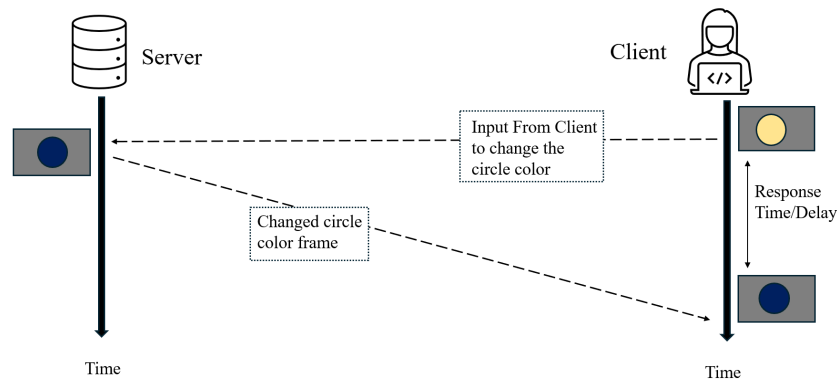 Server
Client
Input From Client
to change the
circle color
Response
Time/Delay
Changed circle
color frame
Time
Time